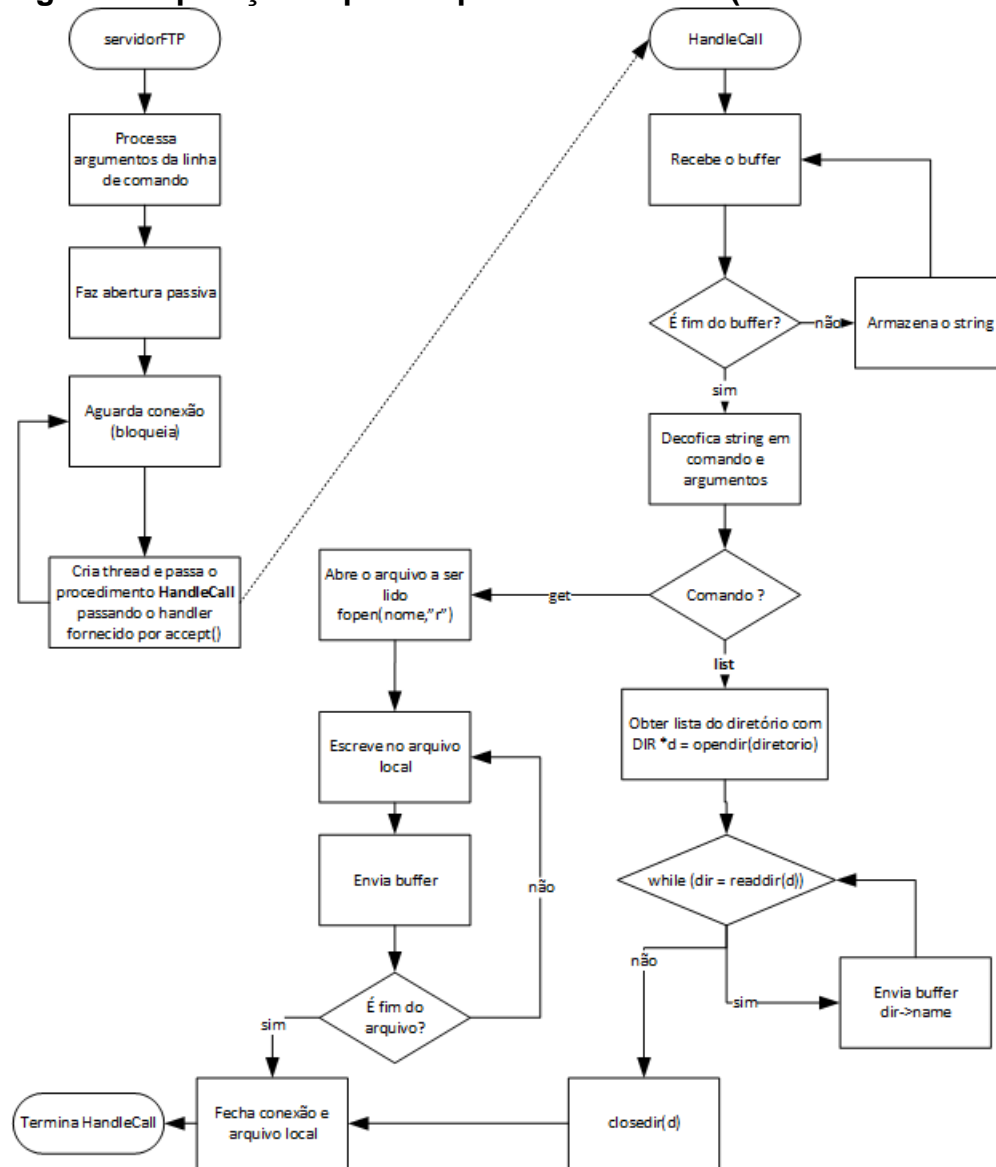 servidorFTP
Processa
argumentos da linha
de comando
Faz abertura passiva
Aguarda conexão
(bloqueia)
Cria thread e passa o
procedimento HandleCall
passando o handler
fornecido por accept()
HandleCall
Recebe o buffer
É fim do buffer?
não
Armazena o string
sim
Decofica string em
comando e
argumentos
Comando ?
get
Abre o arquivo a ser
lido
fopen(nome,"r")
Escreve no arquivo
local
Envia buffer
não
É fim do
arquivo?
sim
list
Obter lista do diretório com
DIR *d = opendir(diretorio)
while (dir = readdir(d))
não
sim
Envia buffer
dir->name
closedir(d)
Fecha conexão e
arquivo local
Termina HandleCall